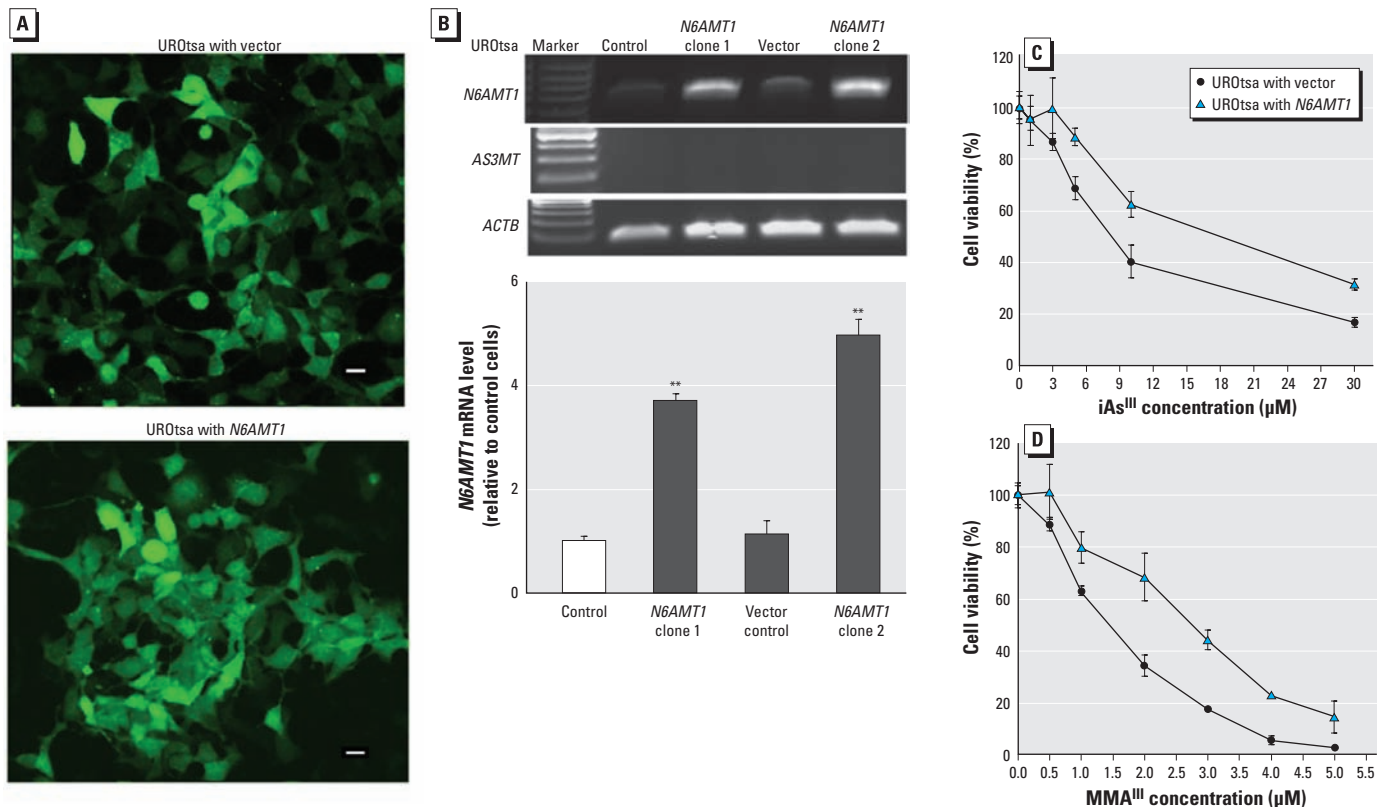 A
UROtsa with vector
UROtsa with N6AMT1
B
UROtsa Marker Control N6AMT1 clone 1 Vector N6AMT1 clone 2
N6AMT1
AS3MT
ACTB
6
4
2
0
N6AMT1 mRNA level
(relative to control cells)
**
**
Control N6AMT1 clone 1 Vector control N6AMT1 clone 2
C
UROtsa with vector
UROtsa with N6AMT1
120
100
80
60
40
20
0
Cell viability (%)
0 3 6 9 12 15 18 21 24 27 30
iAsIII concentration (µM)
D
120
100
80
60
40
20
0
Cell viability (%)
0.0 0.5 1.0 1.5 2.0 2.5 3.0 3.5 4.0 4.5 5.0 5.5
MMAIII concentration (µM)